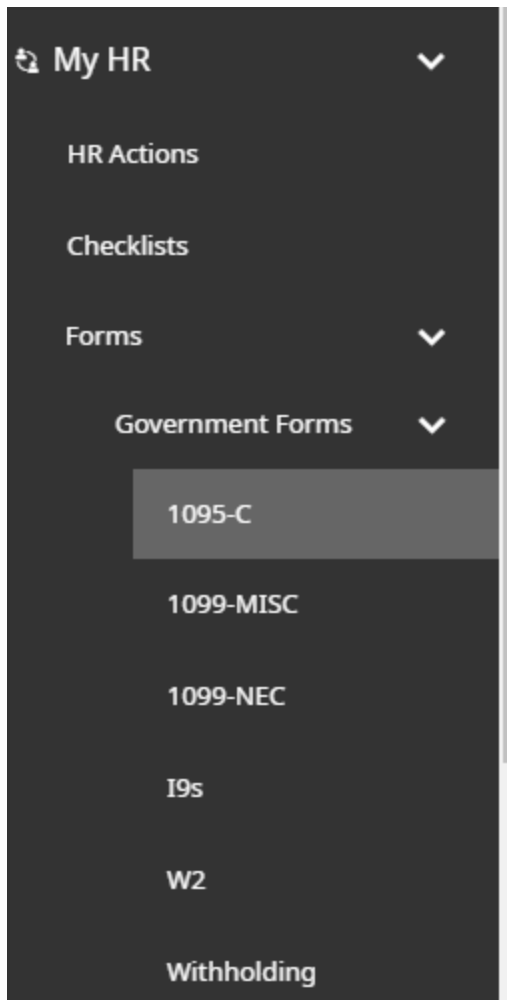 My HR
HR Actions
Checklists
Forms
Government Forms
1095-C
1099-MISC
1099-NEC
I9s
W2
Withholding